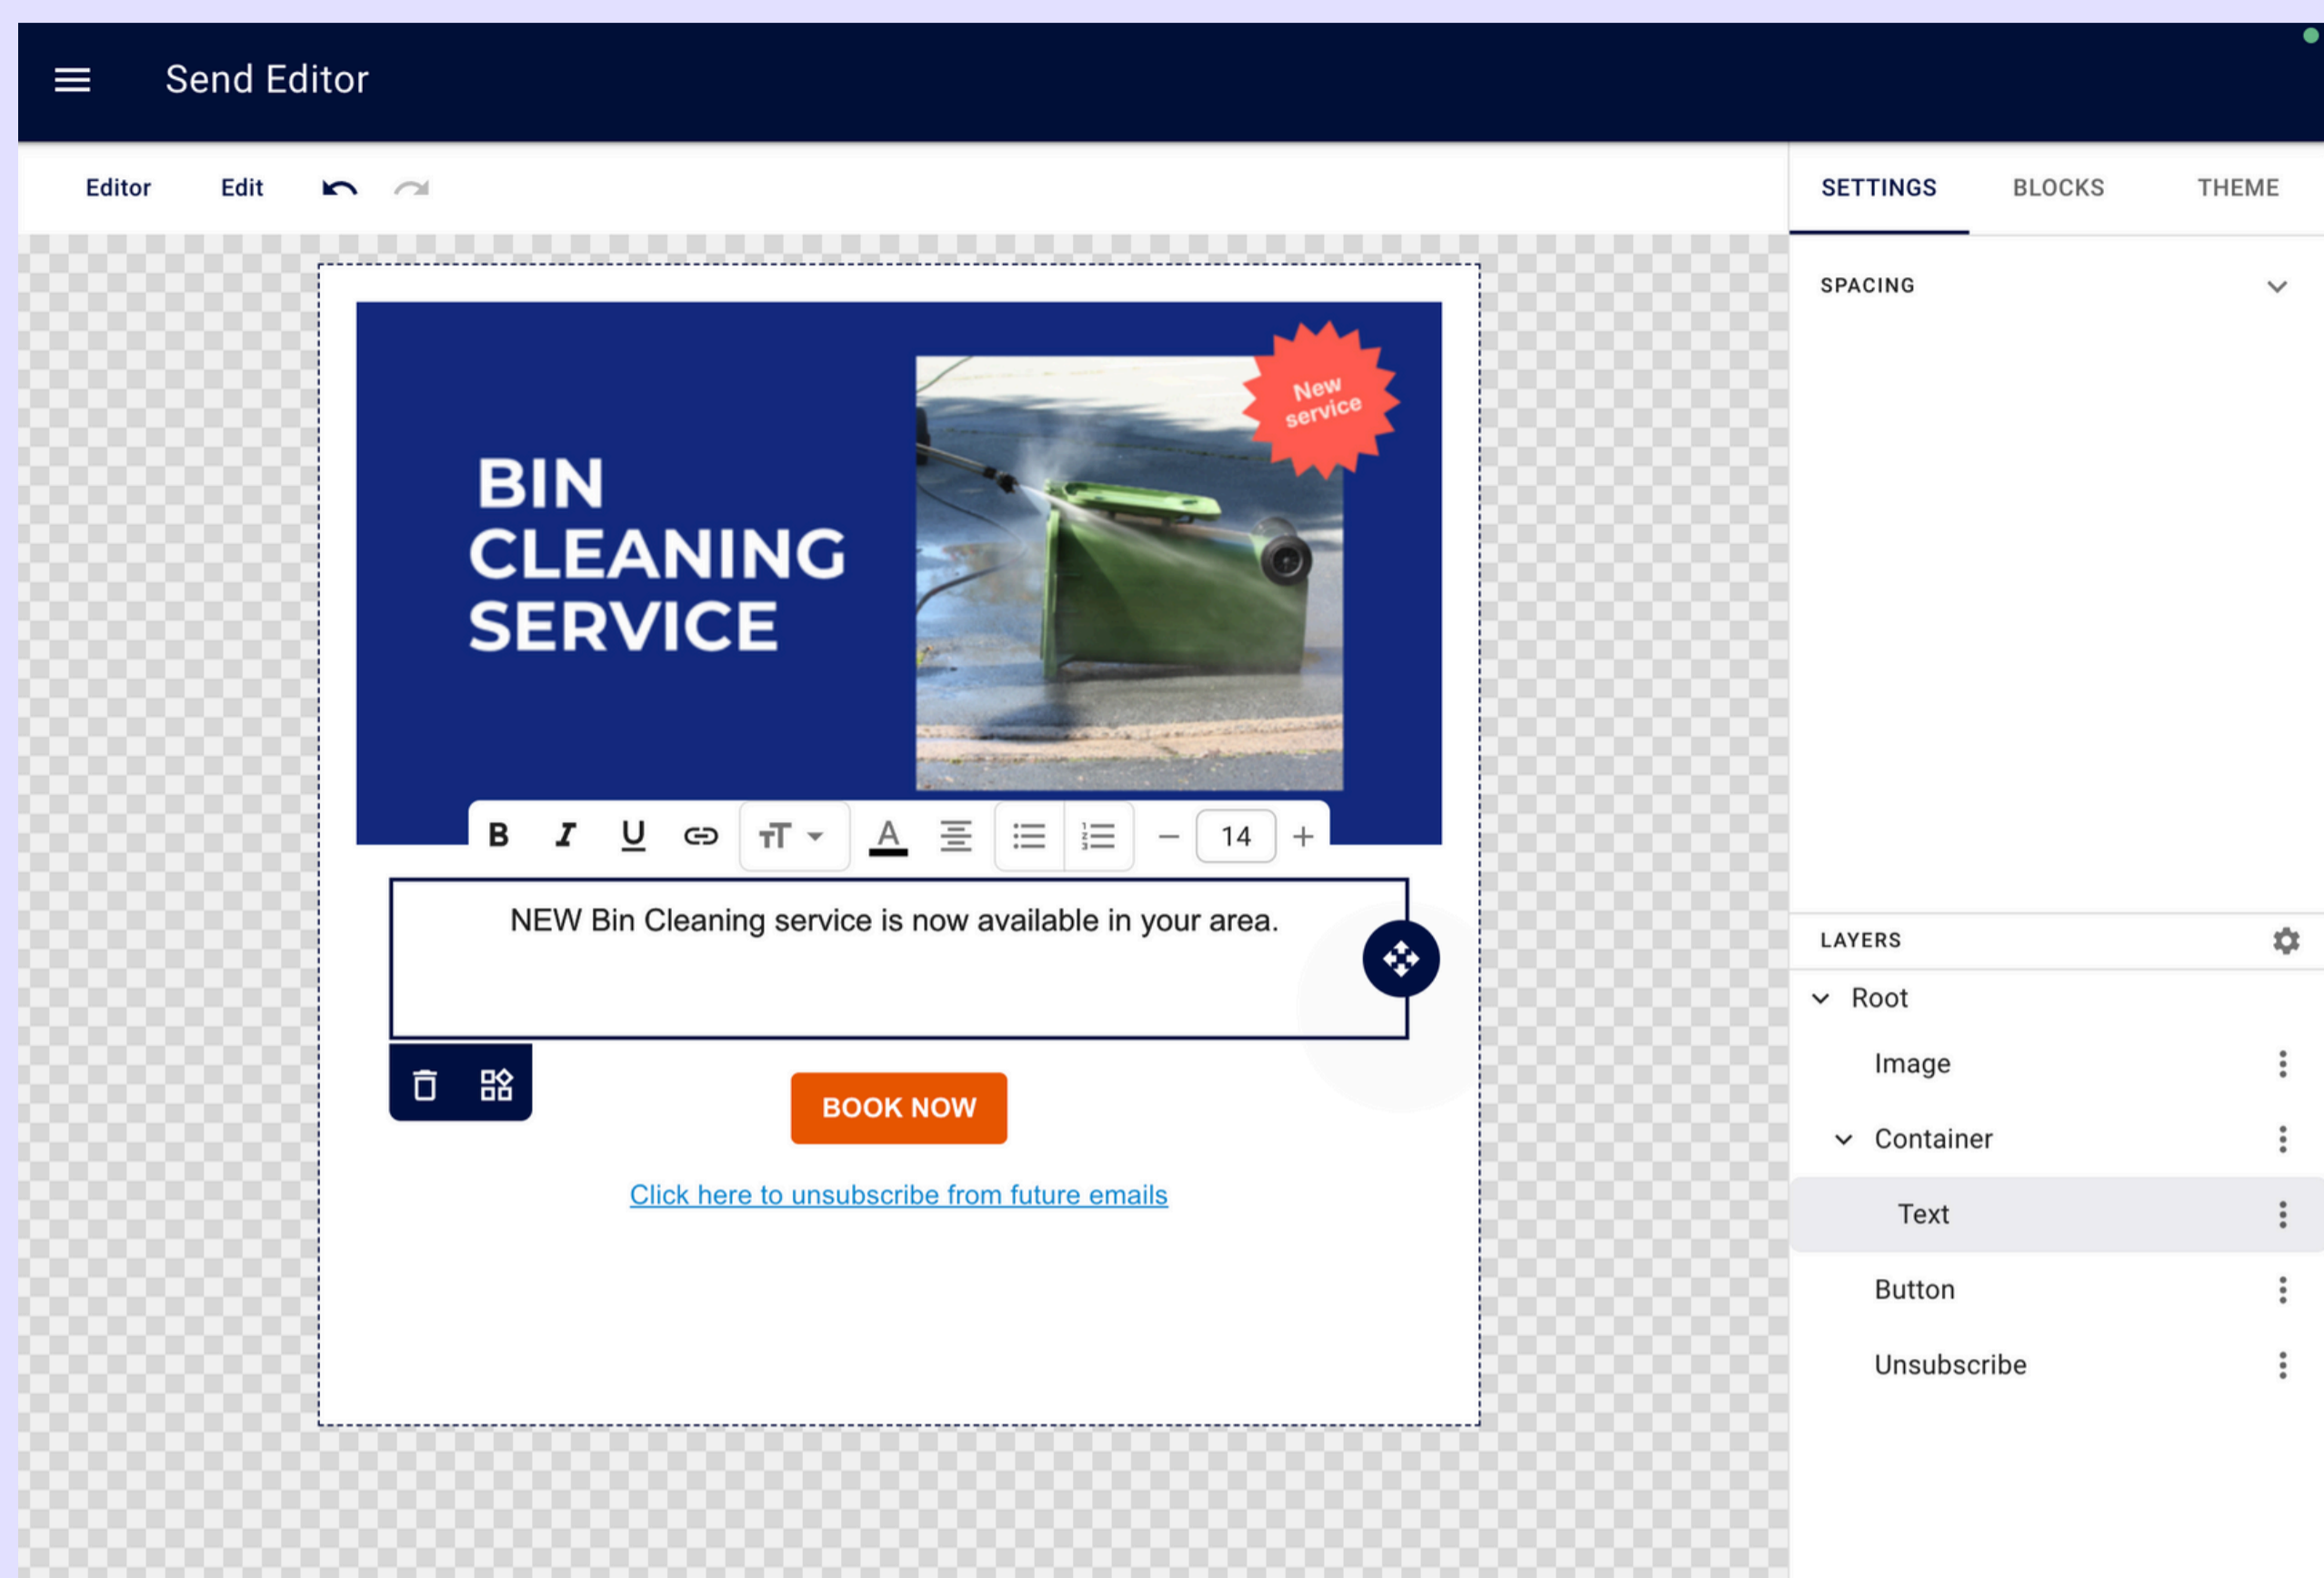 Send Editor
Editor Edit
SETTINGS BLOCKS THEME
SPACING
New
service
BIN
CLEANING
SERVICE
B I U TT A 14
NEW Bin Cleaning service is now available in your area.
BOOK NOW
Click here to unsubscribe from future emails
LAYERS
Root
Image
Container
Text
Button
Unsubscribe